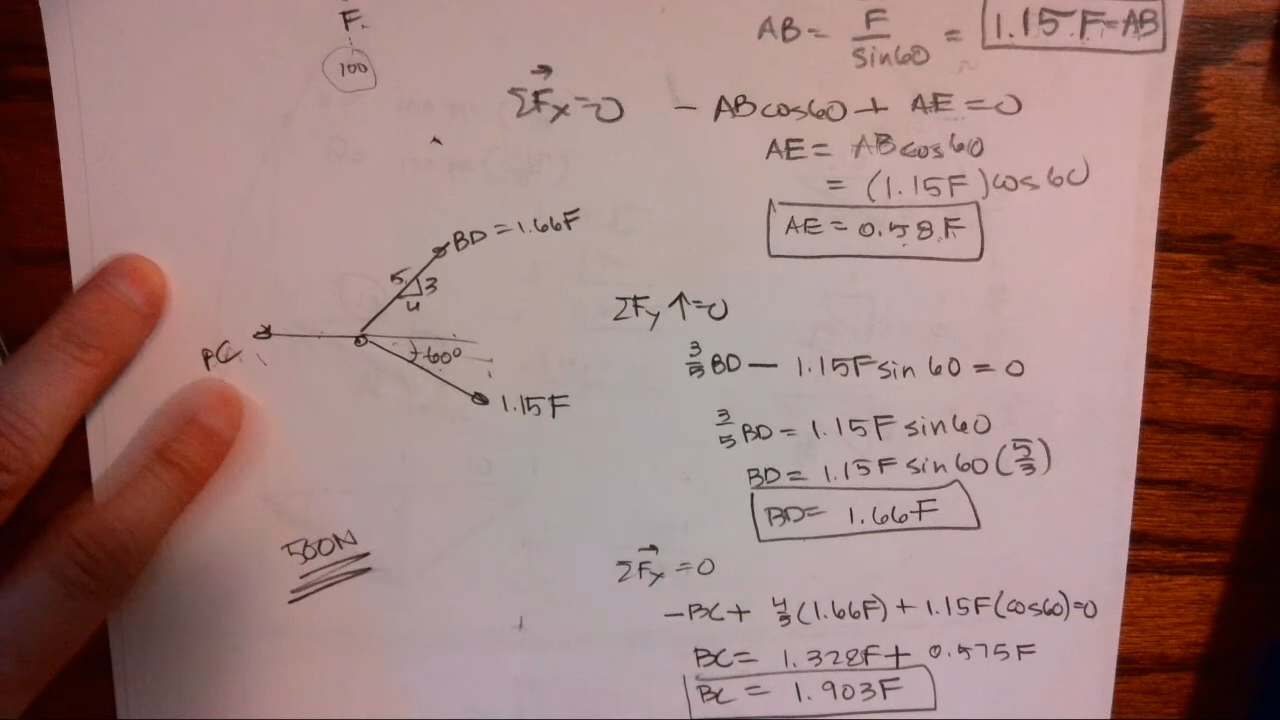 F.
100
AB = F/sin60 = 1.15F=AB
ΣFx=0 - ABcos60 + AE = 0
AE = ABcos60
= (1.15F)cos60
AE = 0.58F
BD = 1.66F
5 3
4
60°
1.15F
ΣFy ↑=0
3/5 BD - 1.15F sin 60 = 0
3/5 BD = 1.15F sin60
BD = 1.15F sin60 (5/3)
BD = 1.66F
500N
ΣFx = 0
-BC + 4/5 (1.66F) + 1.15F(cos60)=0
BC = 1.328F + 0.575F
BC = 1.903F